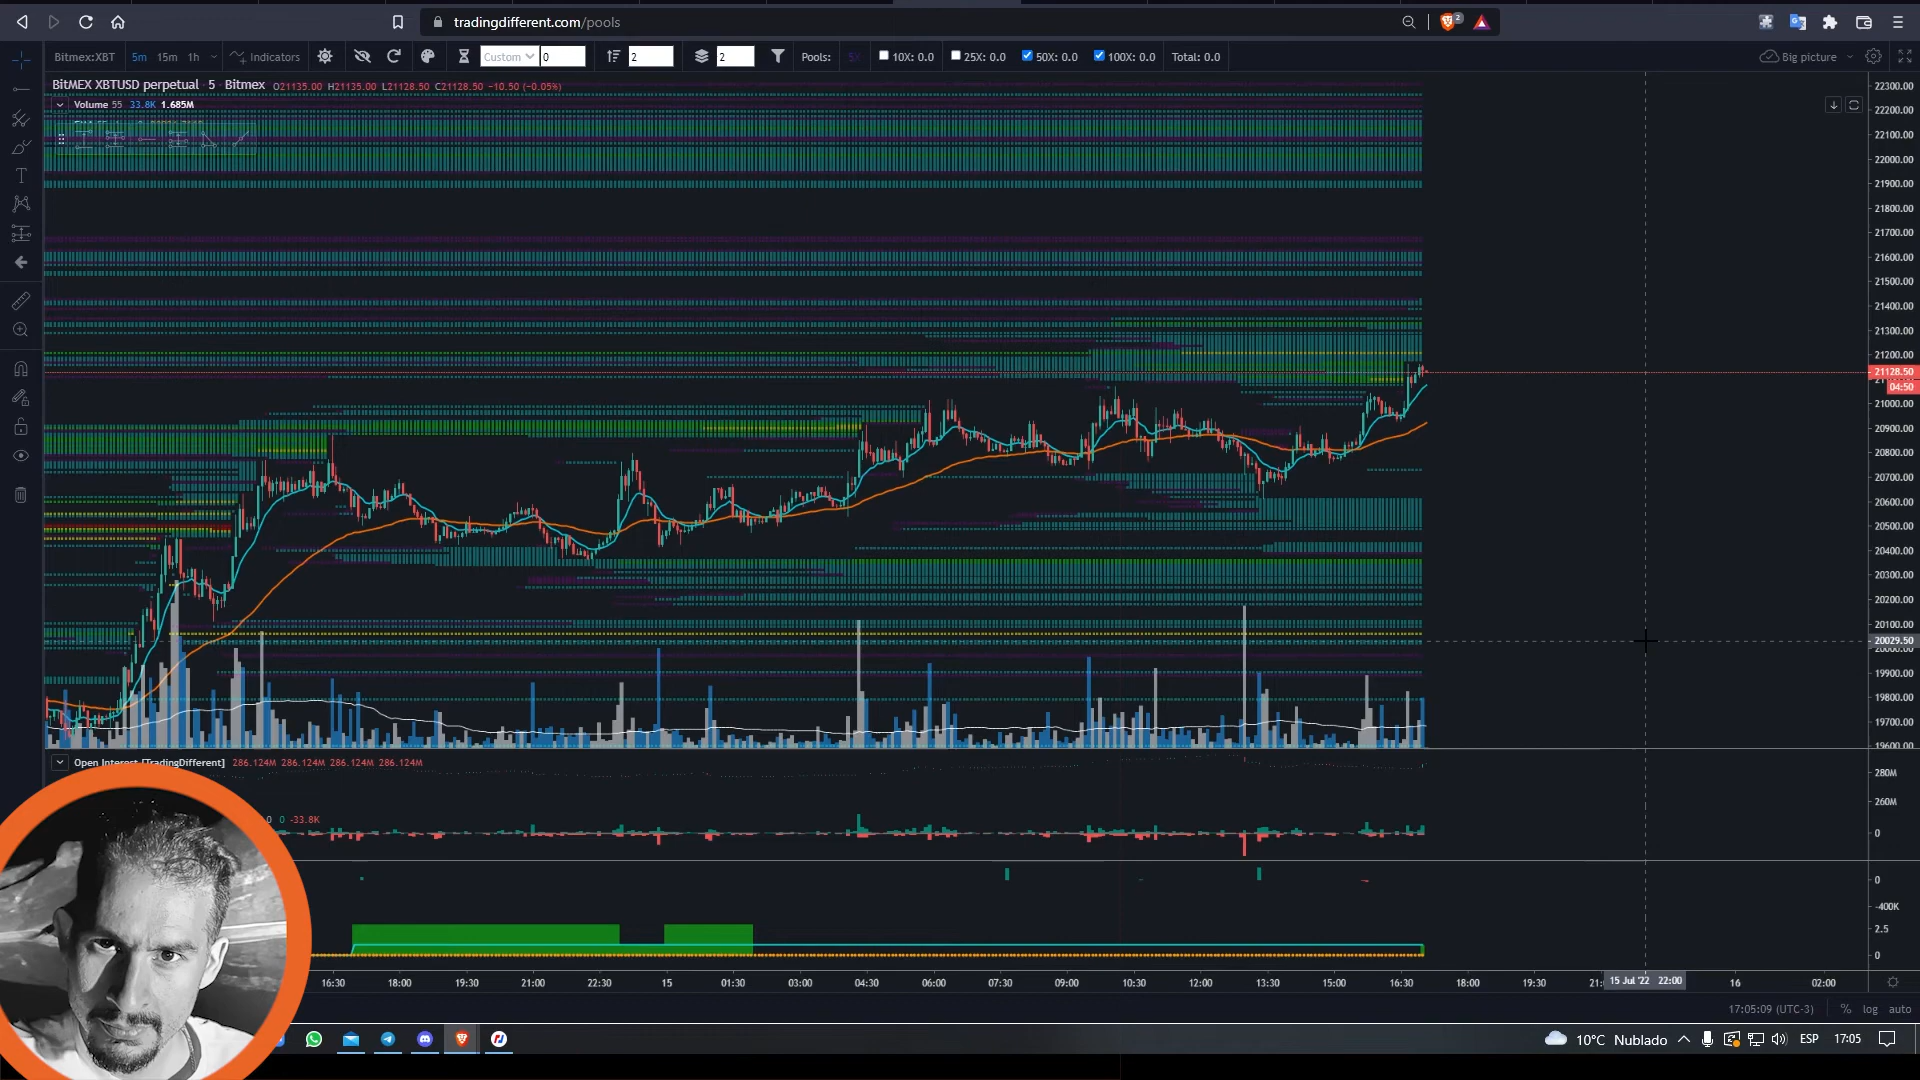 tradingdifferent.com/pools
2
Bitmex:XBT 5m 15m 1h Indicators Custom 0 2 2 Pools: 5X 10X: 0.0 25X: 0.0 50X: 0.0 100X: 0.0 Total: 0.0 Big picture
BitMEX XBTUSD perpetual · 5 · Bitmex O21135.00 H21135.00 L21128.50 C21128.50 −10.50 (−0.05%)
Volume 55 33.8K 1.685M
22300.00
22200.00
22100.00
22000.00
21900.00
21800.00
21700.00
21600.00
21500.00
21400.00
21300.00
21200.00
21128.50
04:50
21000.00
20900.00
20800.00
20700.00
20600.00
20500.00
20400.00
20300.00
20200.00
20100.00
20029.50
20000.00
19900.00
19800.00
19700.00
19600.00
Open Interest [TradingDifferent] 286.124M 286.124M 286.124M 286.124M
280M
260M
0 0 -33.8K
0
0
-400K
2.5
0
16:30 18:00 19:30 21:00 22:30 15 01:30 03:00 04:30 06:00 07:30 09:00 10:30 12:00 13:30 15:00 16:30 18:00 19:30 21: 15 Jul '22 22:00 16 02:00
17:05:09 (UTC-3) % log auto
10°C Nublado ESP 17:05